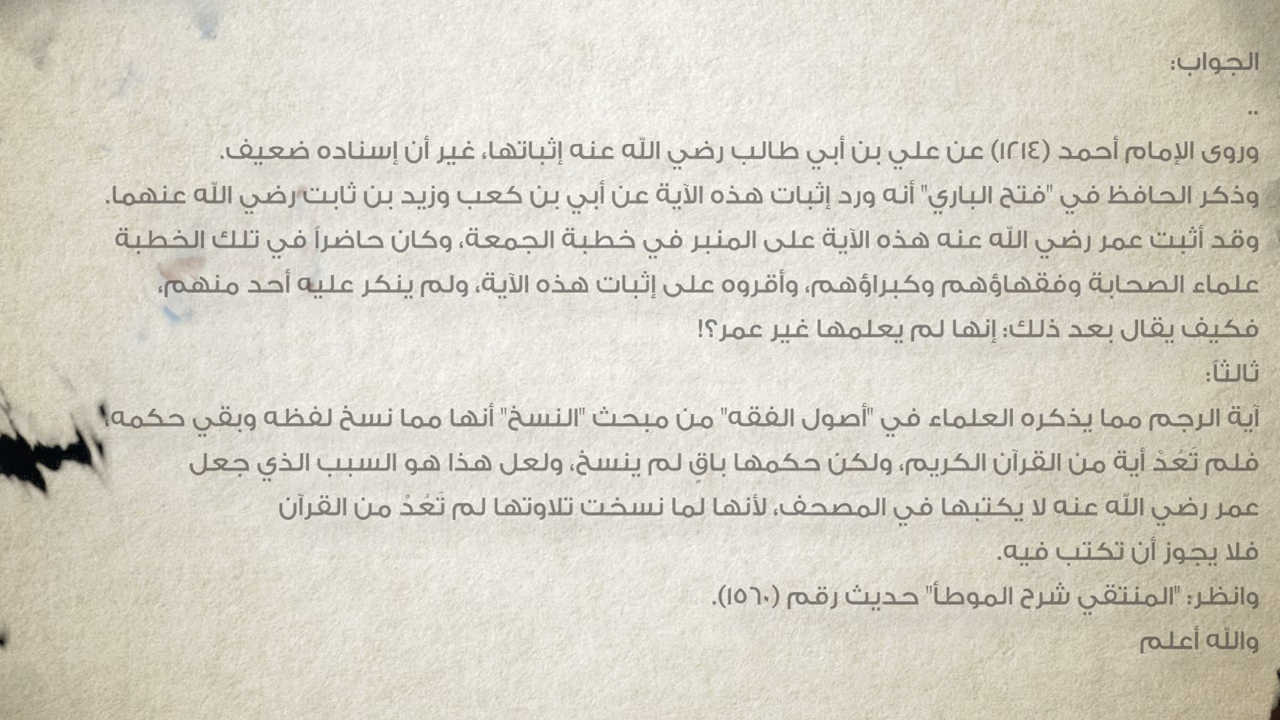 الجواب:
..
وروى الإمام أحمد (١٢١٤) عن علي بن أبي طالب رضي الله عنه إثباتها، غير أن إسناده ضعيف.
وذكر الحافظ في "فتح الباري" أنه ورد إثبات هذه الآية عن أبي بن كعب وزيد بن ثابت رضي الله عنهما.
وقد أثبت عمر رضي الله عنه هذه الآية على المنبر في خطبة الجمعة، وكان حاضراً في تلك الخطبة
علماء الصحابة وفقهاؤهم وكبراؤهم، وأقروه على إثبات هذه الآية، ولم ينكر عليه أحد منهم،
فكيف يقال بعد ذلك: إنها لم يعلمها غير عمر؟!
ثالثاً:
آية الرجم مما يذكره العلماء في "أصول الفقه" من مبحث "النسخ" أنها مما نسخ لفظه وبقي حكمه،
فلم تَعُدْ أية من القرآن الكريم، ولكن حكمها باقٍ لم ينسخ، ولعل هذا هو السبب الذي جعل
عمر رضي الله عنه لا يكتبها في المصحف، لأنها لما نسخت تلاوتها لم تَعُدْ من القرآن
فلا يجوز أن تكتب فيه.
وانظر: "المنتقي شرح الموطأ" حديث رقم (١٥٦٠).
والله أعلم